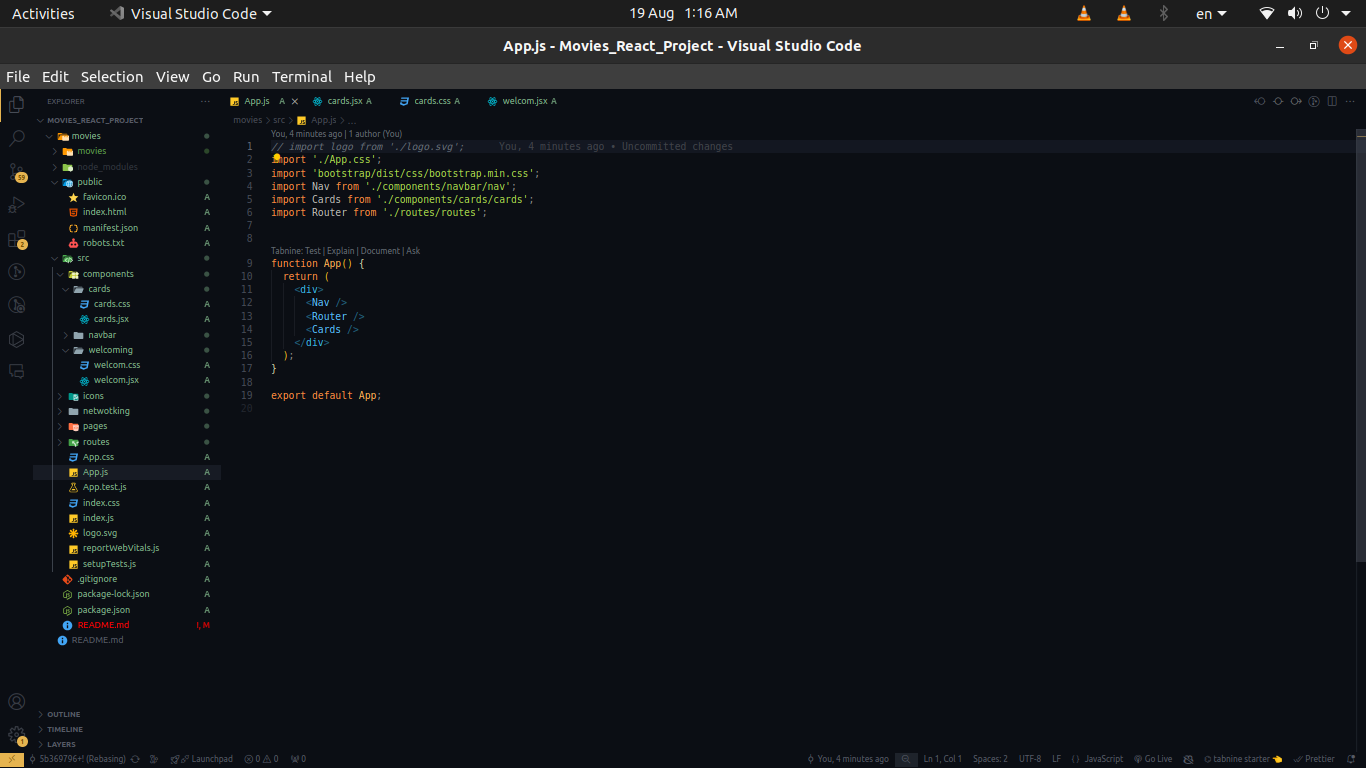 Activities Visual Studio Code 19 Aug 1:16 AM en
App.js - Movies_React_Project - Visual Studio Code
File Edit Selection View Go Run Terminal Help
EXPLORER ···
MOVIES_REACT_PROJECT
movies
movies
node_modules
public
favicon.ico A
index.html A
manifest.json A
robots.txt A
src
components
cards
cards.css A
cards.jsx A
navbar
welcoming
welcom.css A
welcom.jsx A
icons
netwotking
pages
routes
App.css A
App.js A
App.test.js A
index.css A
index.js A
logo.svg A
reportWebVitals.js A
setupTests.js A
.gitignore A
package-lock.json A
package.json A
README.md !, M
README.md
OUTLINE
TIMELINE
LAYERS
59
2
1
App.js A cards.jsx A cards.css A welcom.jsx A
movies > src > App.js > ...
You, 4 minutes ago | 1 author (You)
1 // import logo from './logo.svg'; You, 4 minutes ago • Uncommitted changes
2 import './App.css';
3 import 'bootstrap/dist/css/bootstrap.min.css';
4 import Nav from './components/navbar/nav';
5 import Cards from './components/cards/cards';
6 import Router from './routes/routes';
7
8
Tabnine: Test | Explain | Document | Ask
9 function App() {
10 return (
11 <div>
12 <Nav />
13 <Router />
14 <Cards />
15 </div>
16 );
17 }
18
19 export default App;
20
5b369796+! (Rebasing) Launchpad 0 0 0 You, 4 minutes ago Ln 1, Col 1 Spaces: 2 UTF-8 LF JavaScript Go Live tabnine starter Prettier